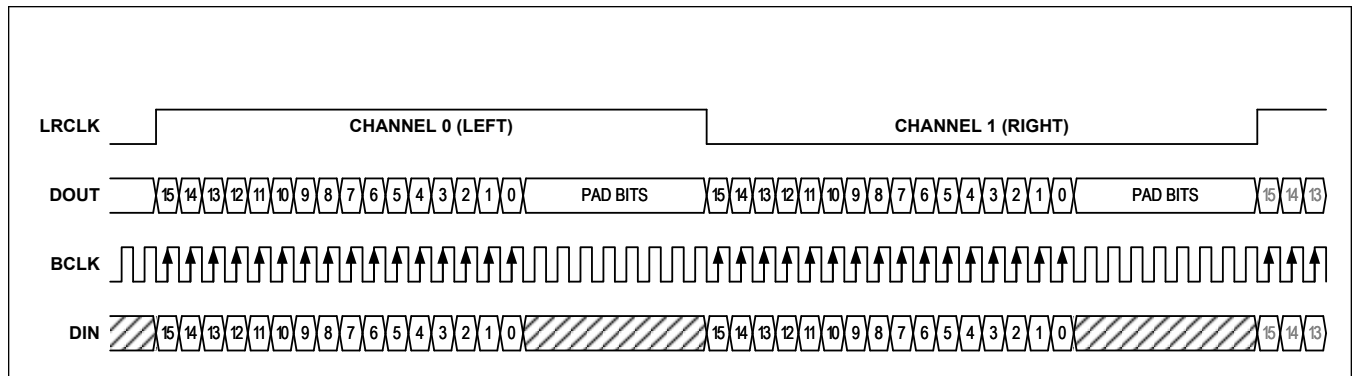 LRCLK CHANNEL 0 (LEFT) CHANNEL 1 (RIGHT)
DOUT 15 14 13 12 11 10 9 8 7 6 5 4 3 2 1 0 PAD BITS 15 14 13 12 11 10 9 8 7 6 5 4 3 2 1 0 PAD BITS 15 14 13
BCLK
DIN 15 14 13 12 11 10 9 8 7 6 5 4 3 2 1 0 15 14 13 12 11 10 9 8 7 6 5 4 3 2 1 0 15 14 13